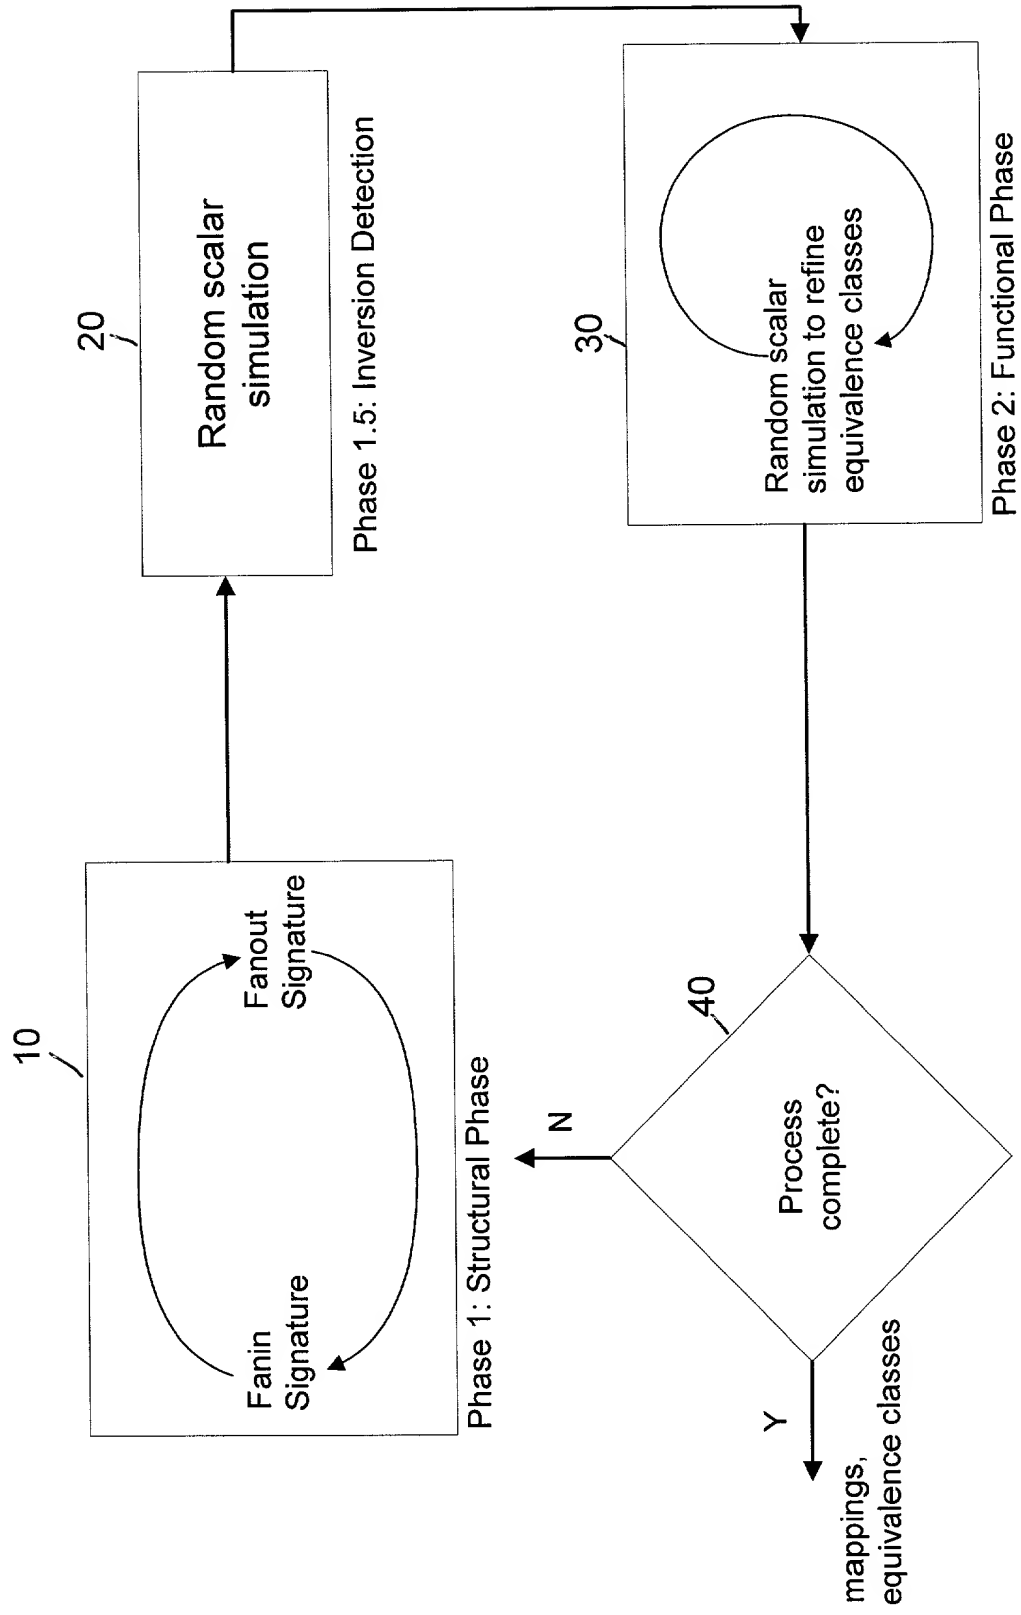 10
Fanin
Signature
Fanout
Signature
Phase 1: Structural Phase
20
Random scalar
simulation
Phase 1.5: Inversion Detection
30
Random scalar
simulation to refine
equivalence classes
Phase 2: Functional Phase
40
Process
complete?
N
Y
mappings,
equivalence classes